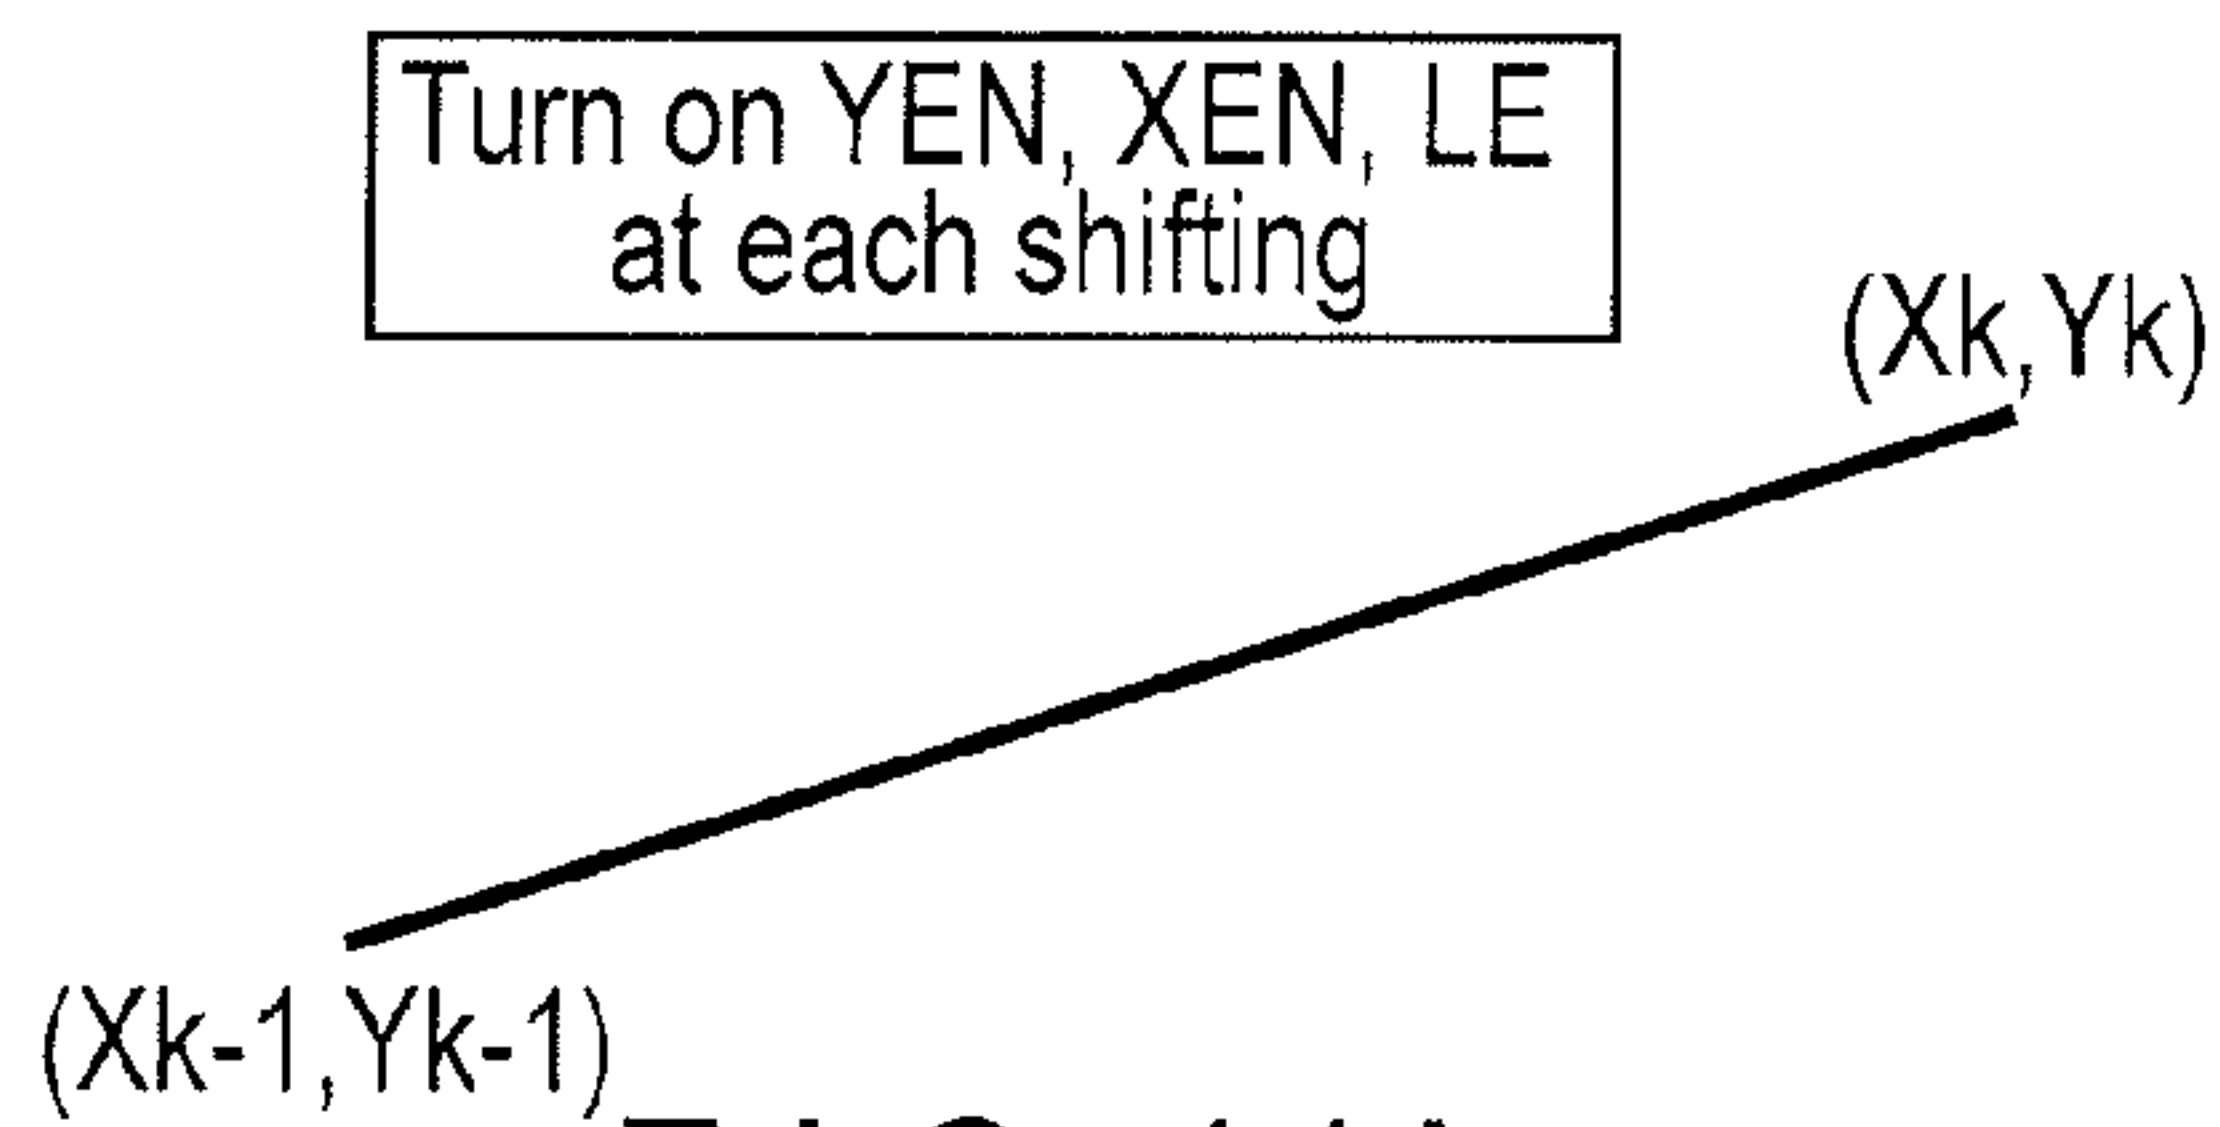 Turn on YEN, XEN, LE
at each shifting
(Xk,Yk)
(Xk-1,Yk-1)